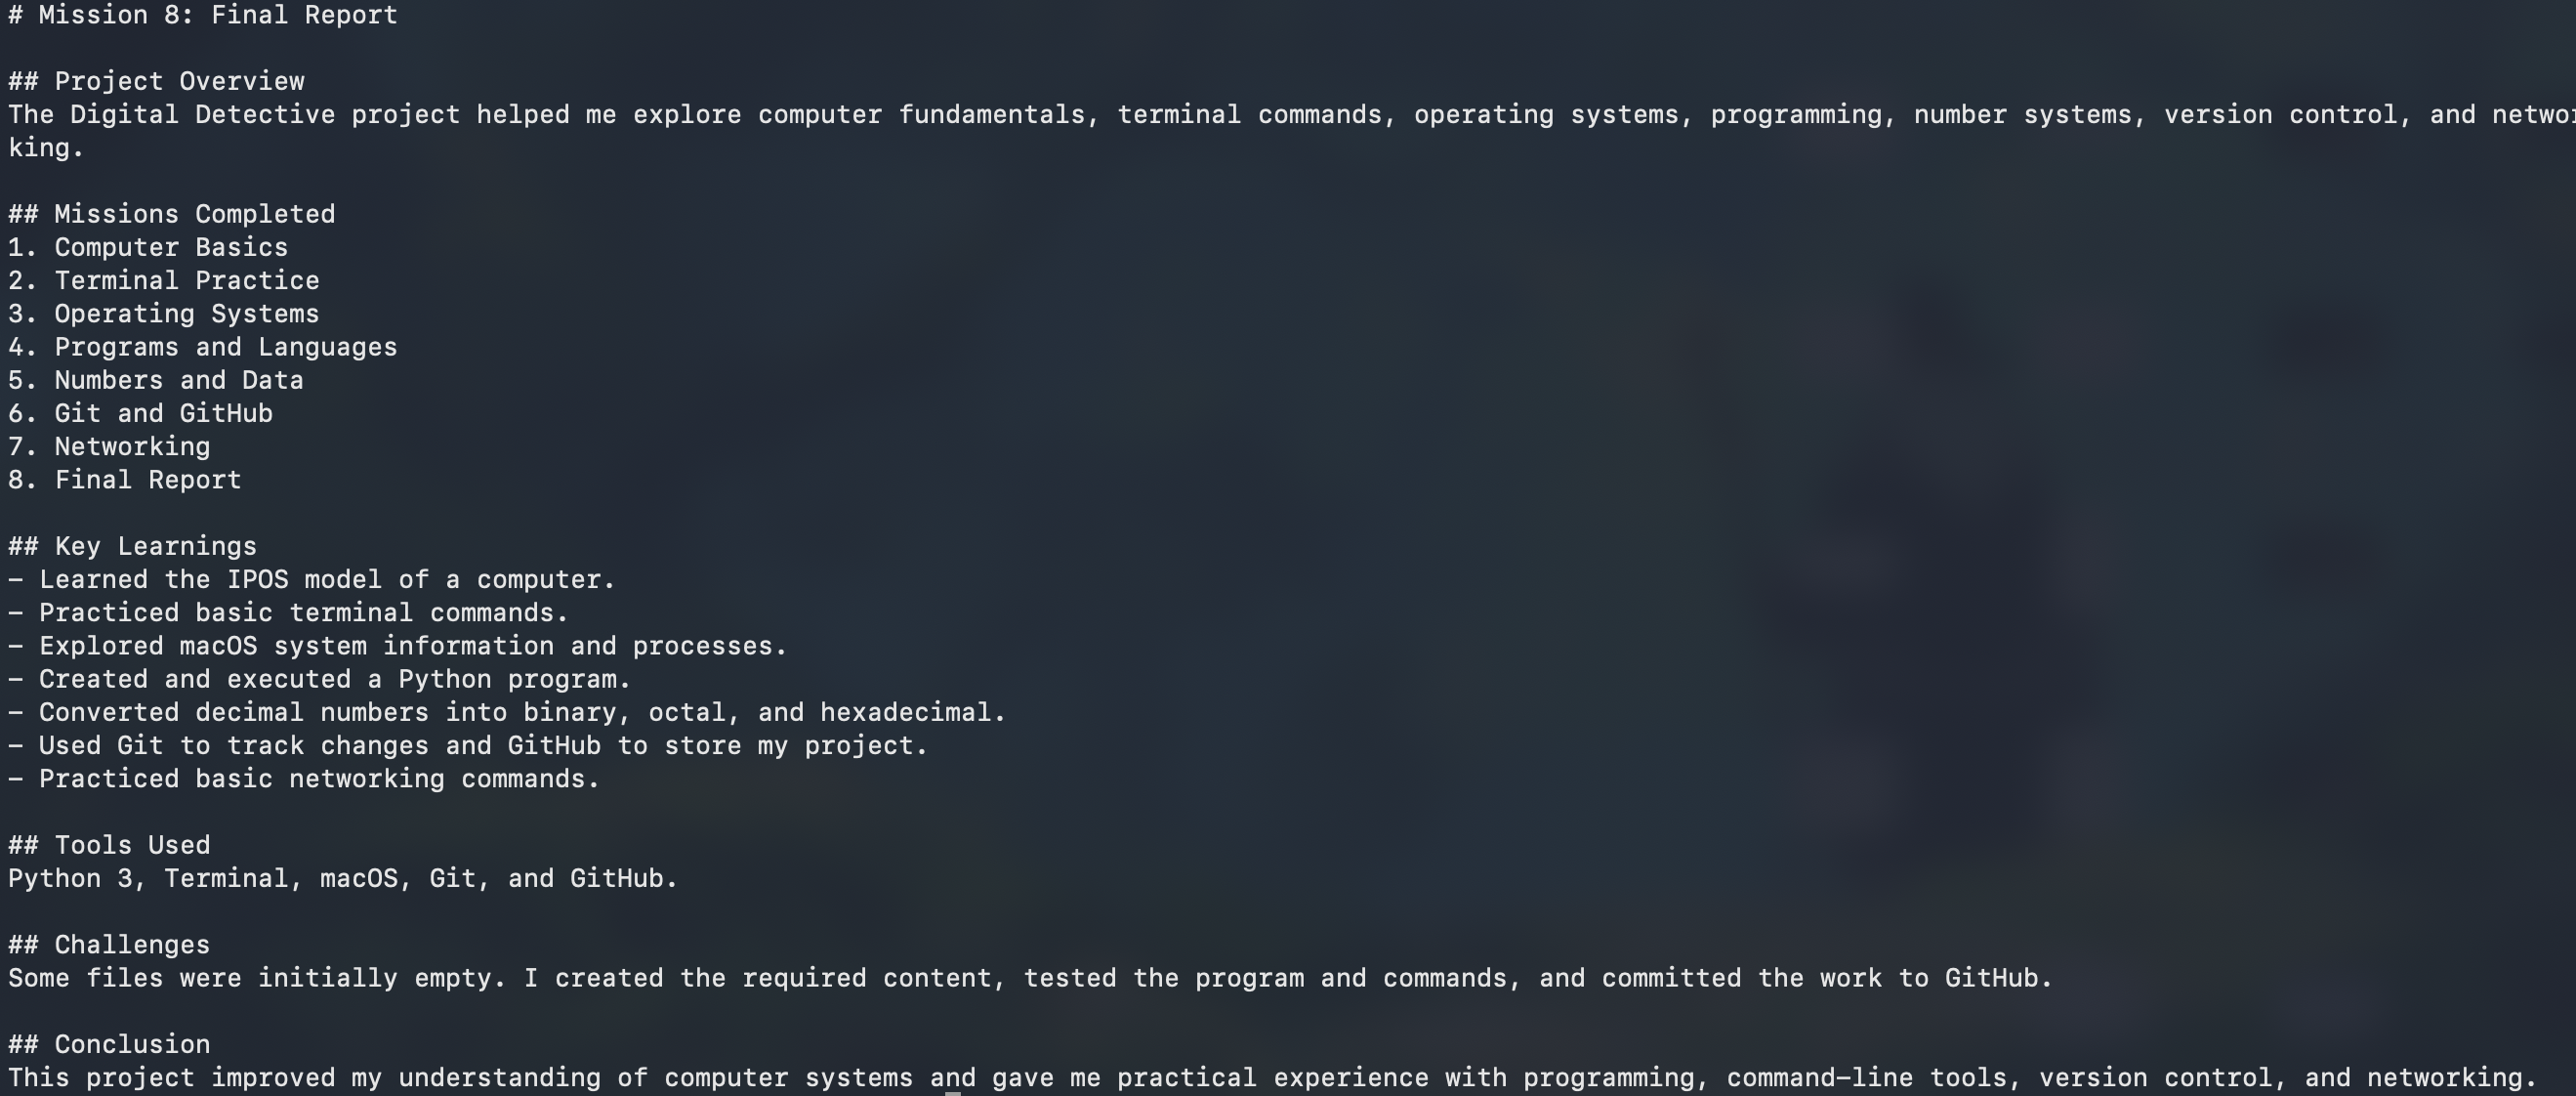 # Mission 8: Final Report
## Project Overview
The Digital Detective project helped me explore computer fundamentals, terminal commands, operating systems, programming, number systems, version control, and networ
king.
## Missions Completed
1. Computer Basics
2. Terminal Practice
3. Operating Systems
4. Programs and Languages
5. Numbers and Data
6. Git and GitHub
7. Networking
8. Final Report
## Key Learnings
- Learned the IPOS model of a computer.
- Practiced basic terminal commands.
- Explored macOS system information and processes.
- Created and executed a Python program.
- Converted decimal numbers into binary, octal, and hexadecimal.
- Used Git to track changes and GitHub to store my project.
- Practiced basic networking commands.
## Tools Used
Python 3, Terminal, macOS, Git, and GitHub.
## Challenges
Some files were initially empty. I created the required content, tested the program and commands, and committed the work to GitHub.
## Conclusion
This project improved my understanding of computer systems and gave me practical experience with programming, command-line tools, version control, and networking.